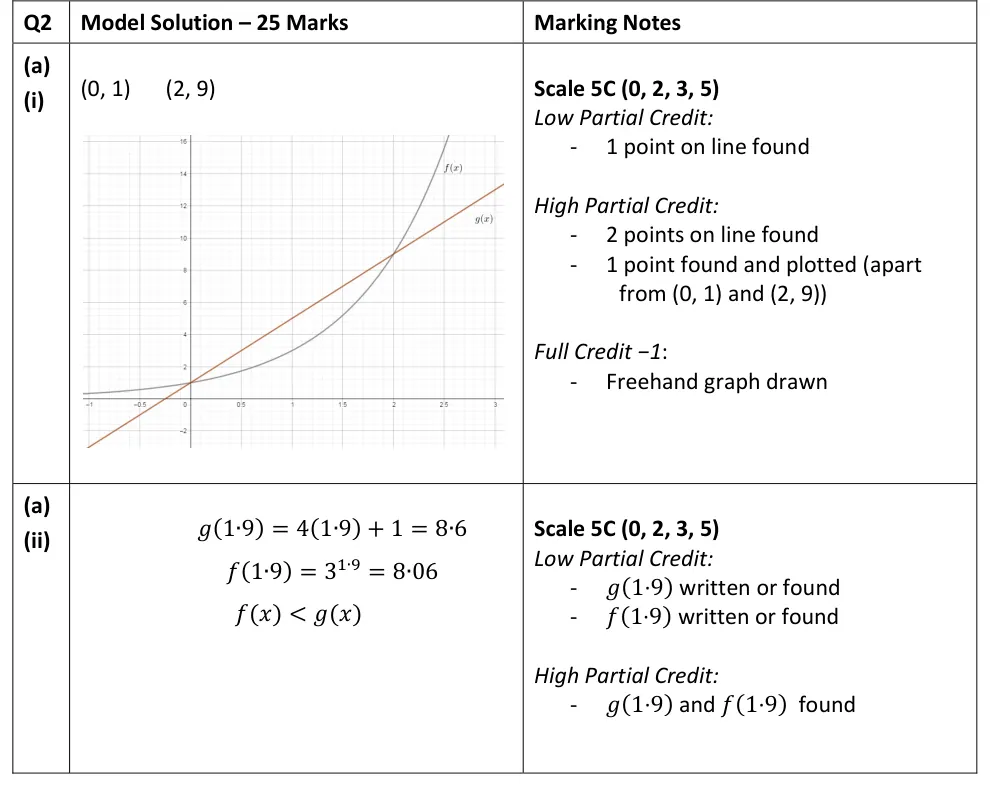 Q2 Model Solution – 25 Marks Marking Notes
(a)
(i)
(0, 1) (2, 9)
16
14
12
10
8
6
4
2
−2
−1 −0.5 0 0.5 1 1.5 2 2.5 3
f(x)
g(x)
Scale 5C (0, 2, 3, 5)
Low Partial Credit:
- 1 point on line found
High Partial Credit:
- 2 points on line found
- 1 point found and plotted (apart
from (0, 1) and (2, 9))
Full Credit −1:
- Freehand graph drawn
(a)
(ii)
𝑔(1·9) = 4(1·9) + 1 = 8·6
𝑓(1·9) = 3^1·9 = 8·06
𝑓(𝑥) < 𝑔(𝑥)
Scale 5C (0, 2, 3, 5)
Low Partial Credit:
- 𝑔(1·9) written or found
- 𝑓(1·9) written or found
High Partial Credit:
- 𝑔(1·9) and 𝑓(1·9) found